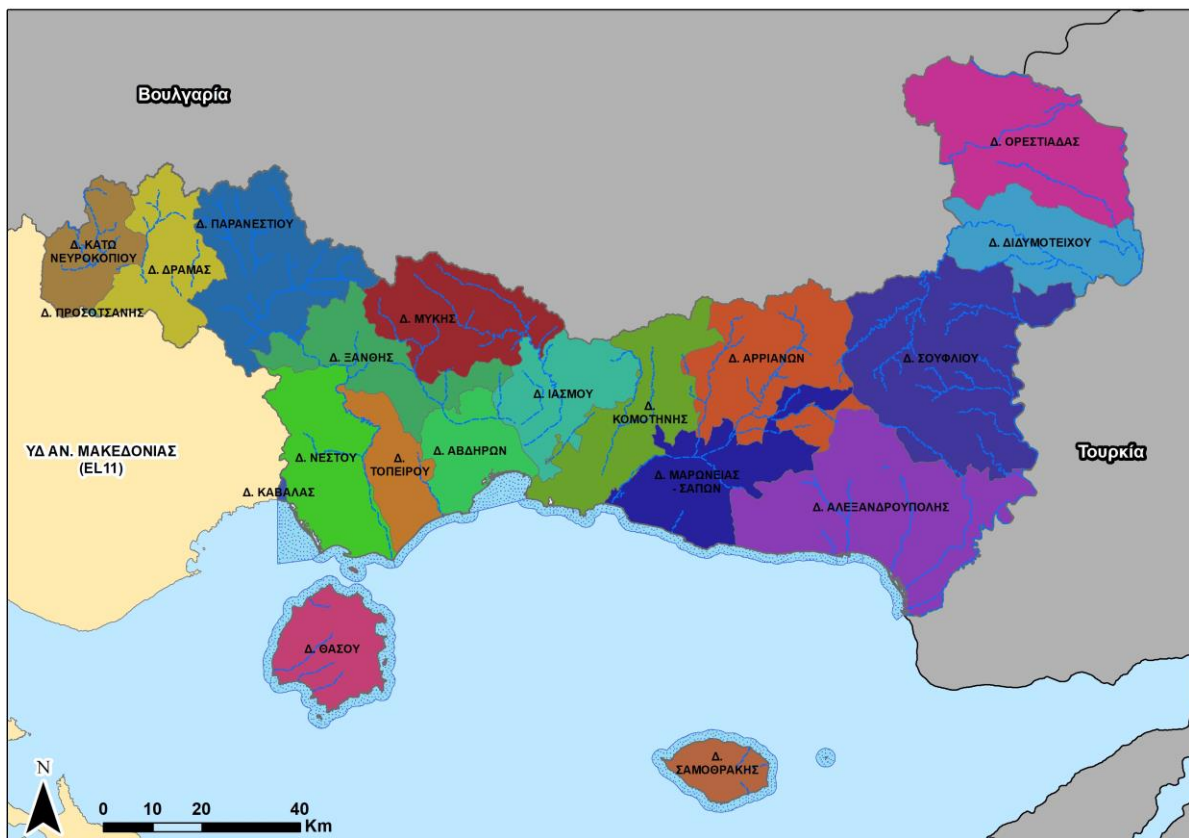 Βουλγαρία
Δ. ΟΡΕΣΤΙΑΔΑΣ
Δ. ΠΑΡΑΝΕΣΤΙΟΥ
Δ. ΚΑΤΩ
ΝΕΥΡΟΚΟΠΙΟΥ
Δ. ΔΙΔΥΜΟΤΕΙΧΟΥ
Δ. ΔΡΑΜΑΣ
Δ. ΠΡΟΣΟΤΣΑΝΗΣ
Δ. ΜΥΚΗΣ
Δ. ΞΑΝΘΗΣ
Δ. ΑΡΡΙΑΝΩΝ
Δ. ΣΟΥΦΛΙΟΥ
Δ. ΙΑΣΜΟΥ
Δ.
ΚΟΜΟΤΗΝΗΣ
ΥΔ ΑΝ. ΜΑΚΕΔΟΝΙΑΣ
(EL11)
Δ. ΝΕΣΤΟΥ
Δ.
ΤΟΠΕΙΡΟΥ
Δ. ΑΒΔΗΡΩΝ
Τουρκία
Δ. ΜΑΡΩΝΕΙΑΣ
- ΣΑΠΩΝ
Δ. ΚΑΒΑΛΑΣ
Δ. ΑΛΕΞΑΝΔΡΟΥΠΟΛΗΣ
Δ. ΘΑΣΟΥ
Δ.
ΣΑΜΟΘΡΑΚΗΣ
N
0 10 20 40
Km